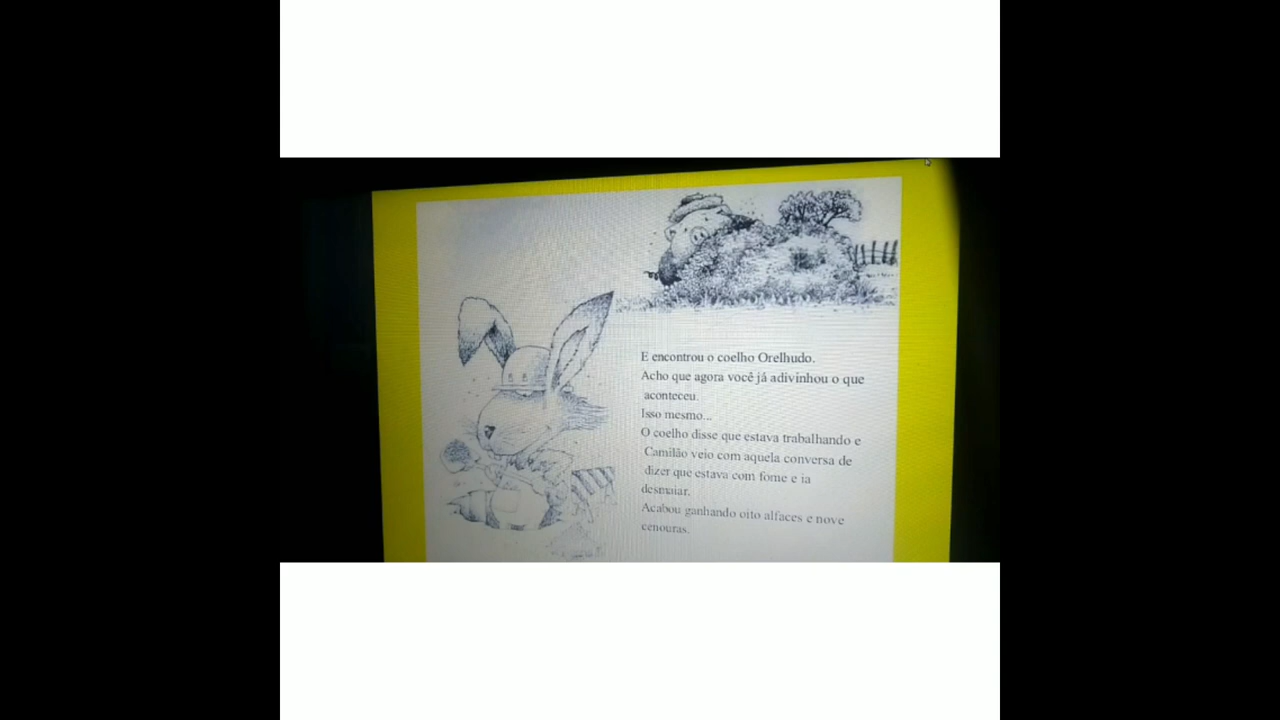 E encontrou o coelho Orelhudo.
Acho que agora você já adivinhou o que
aconteceu.
Isso mesmo...
O coelho disse que estava trabalhando e
Camilão veio com aquela conversa de
dizer que estava com fome e ia
desmaiar.
Acabou ganhando oito alfaces e nove
cenouras.